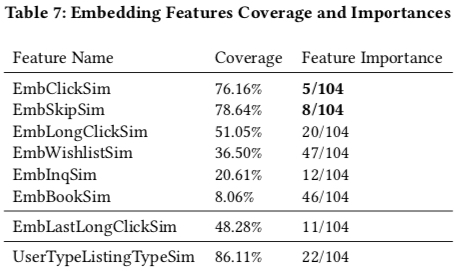 Table 7: Embedding Features Coverage and Importances
Feature Name Coverage Feature Importance
EmbClickSim 76.16% 5/104
EmbSkipSim 78.64% 8/104
EmbLongClickSim 51.05% 20/104
EmbWishlistSim 36.50% 47/104
EmbInqSim 20.61% 12/104
EmbBookSim 8.06% 46/104
EmbLastLongClickSim 48.28% 11/104
UserTypeListingTypeSim 86.11% 22/104